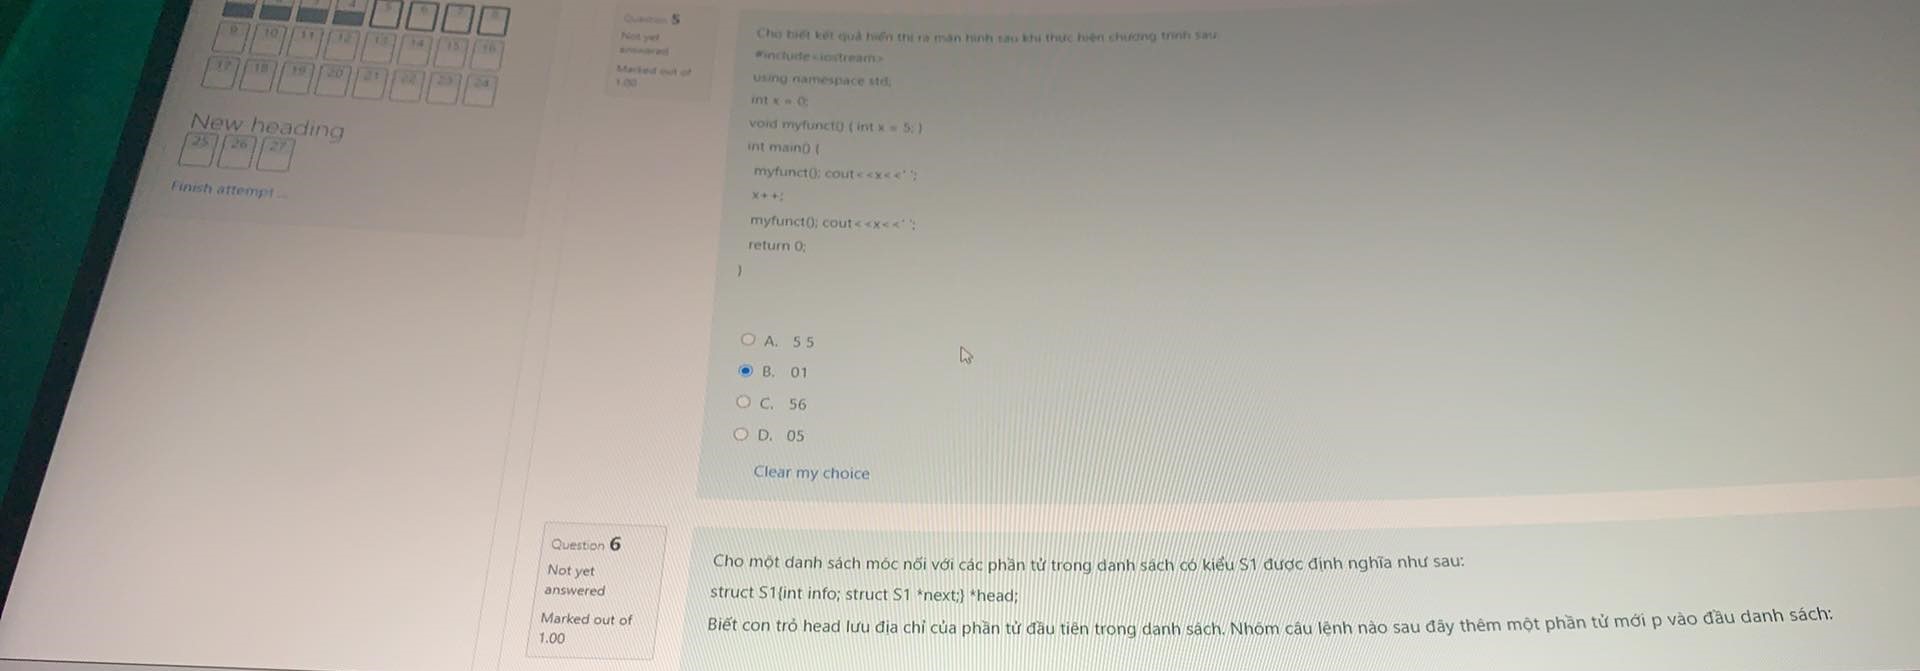 5
6
7
8
9
10
11
12
13
14
15
16
17
18
19
20
21
22
23
24
New heading
25
26
27
Finish attempt ...
Question 5
Not yet
answered
Marked out of
1.00
Cho biết kết quả hiển thị ra màn hình sau khi thực hiện chương trình sau:
#include<iostream>
using namespace std;
int x = 0;
void myfunct() { int x = 5; }
int main() {
myfunct(); cout<<x<<' ';
x++;
myfunct(); cout<<x<<' ';
return 0;
}
A. 5 5
B. 01
C. 56
D. 05
Clear my choice
Question 6
Not yet
answered
Marked out of
1.00
Cho một danh sách móc nối với các phần tử trong danh sách có kiểu S1 được định nghĩa như sau:
struct S1{int info; struct S1 *next;} *head;
Biết con trỏ head lưu địa chỉ của phần tử đầu tiên trong danh sách. Nhóm câu lệnh nào sau đây thêm một phần tử mới p vào đầu danh sách: